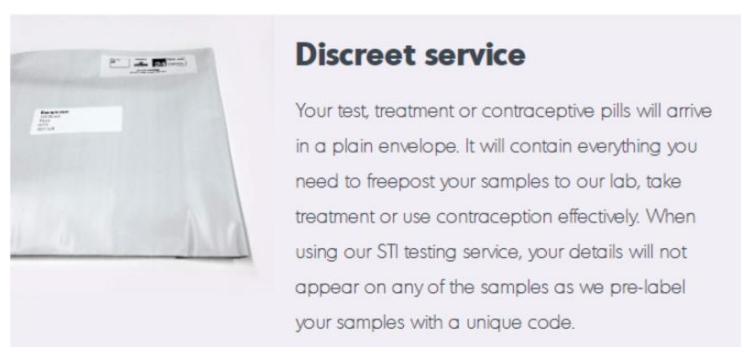 Discreet service
Your test, treatment or contraceptive pills will arrive
in a plain envelope. It will contain everything you
need to freepost your samples to our lab, take
treatment or use contraception effectively. When
using our STI testing service, your details will not
appear on any of the samples as we pre-label
your samples with a unique code.